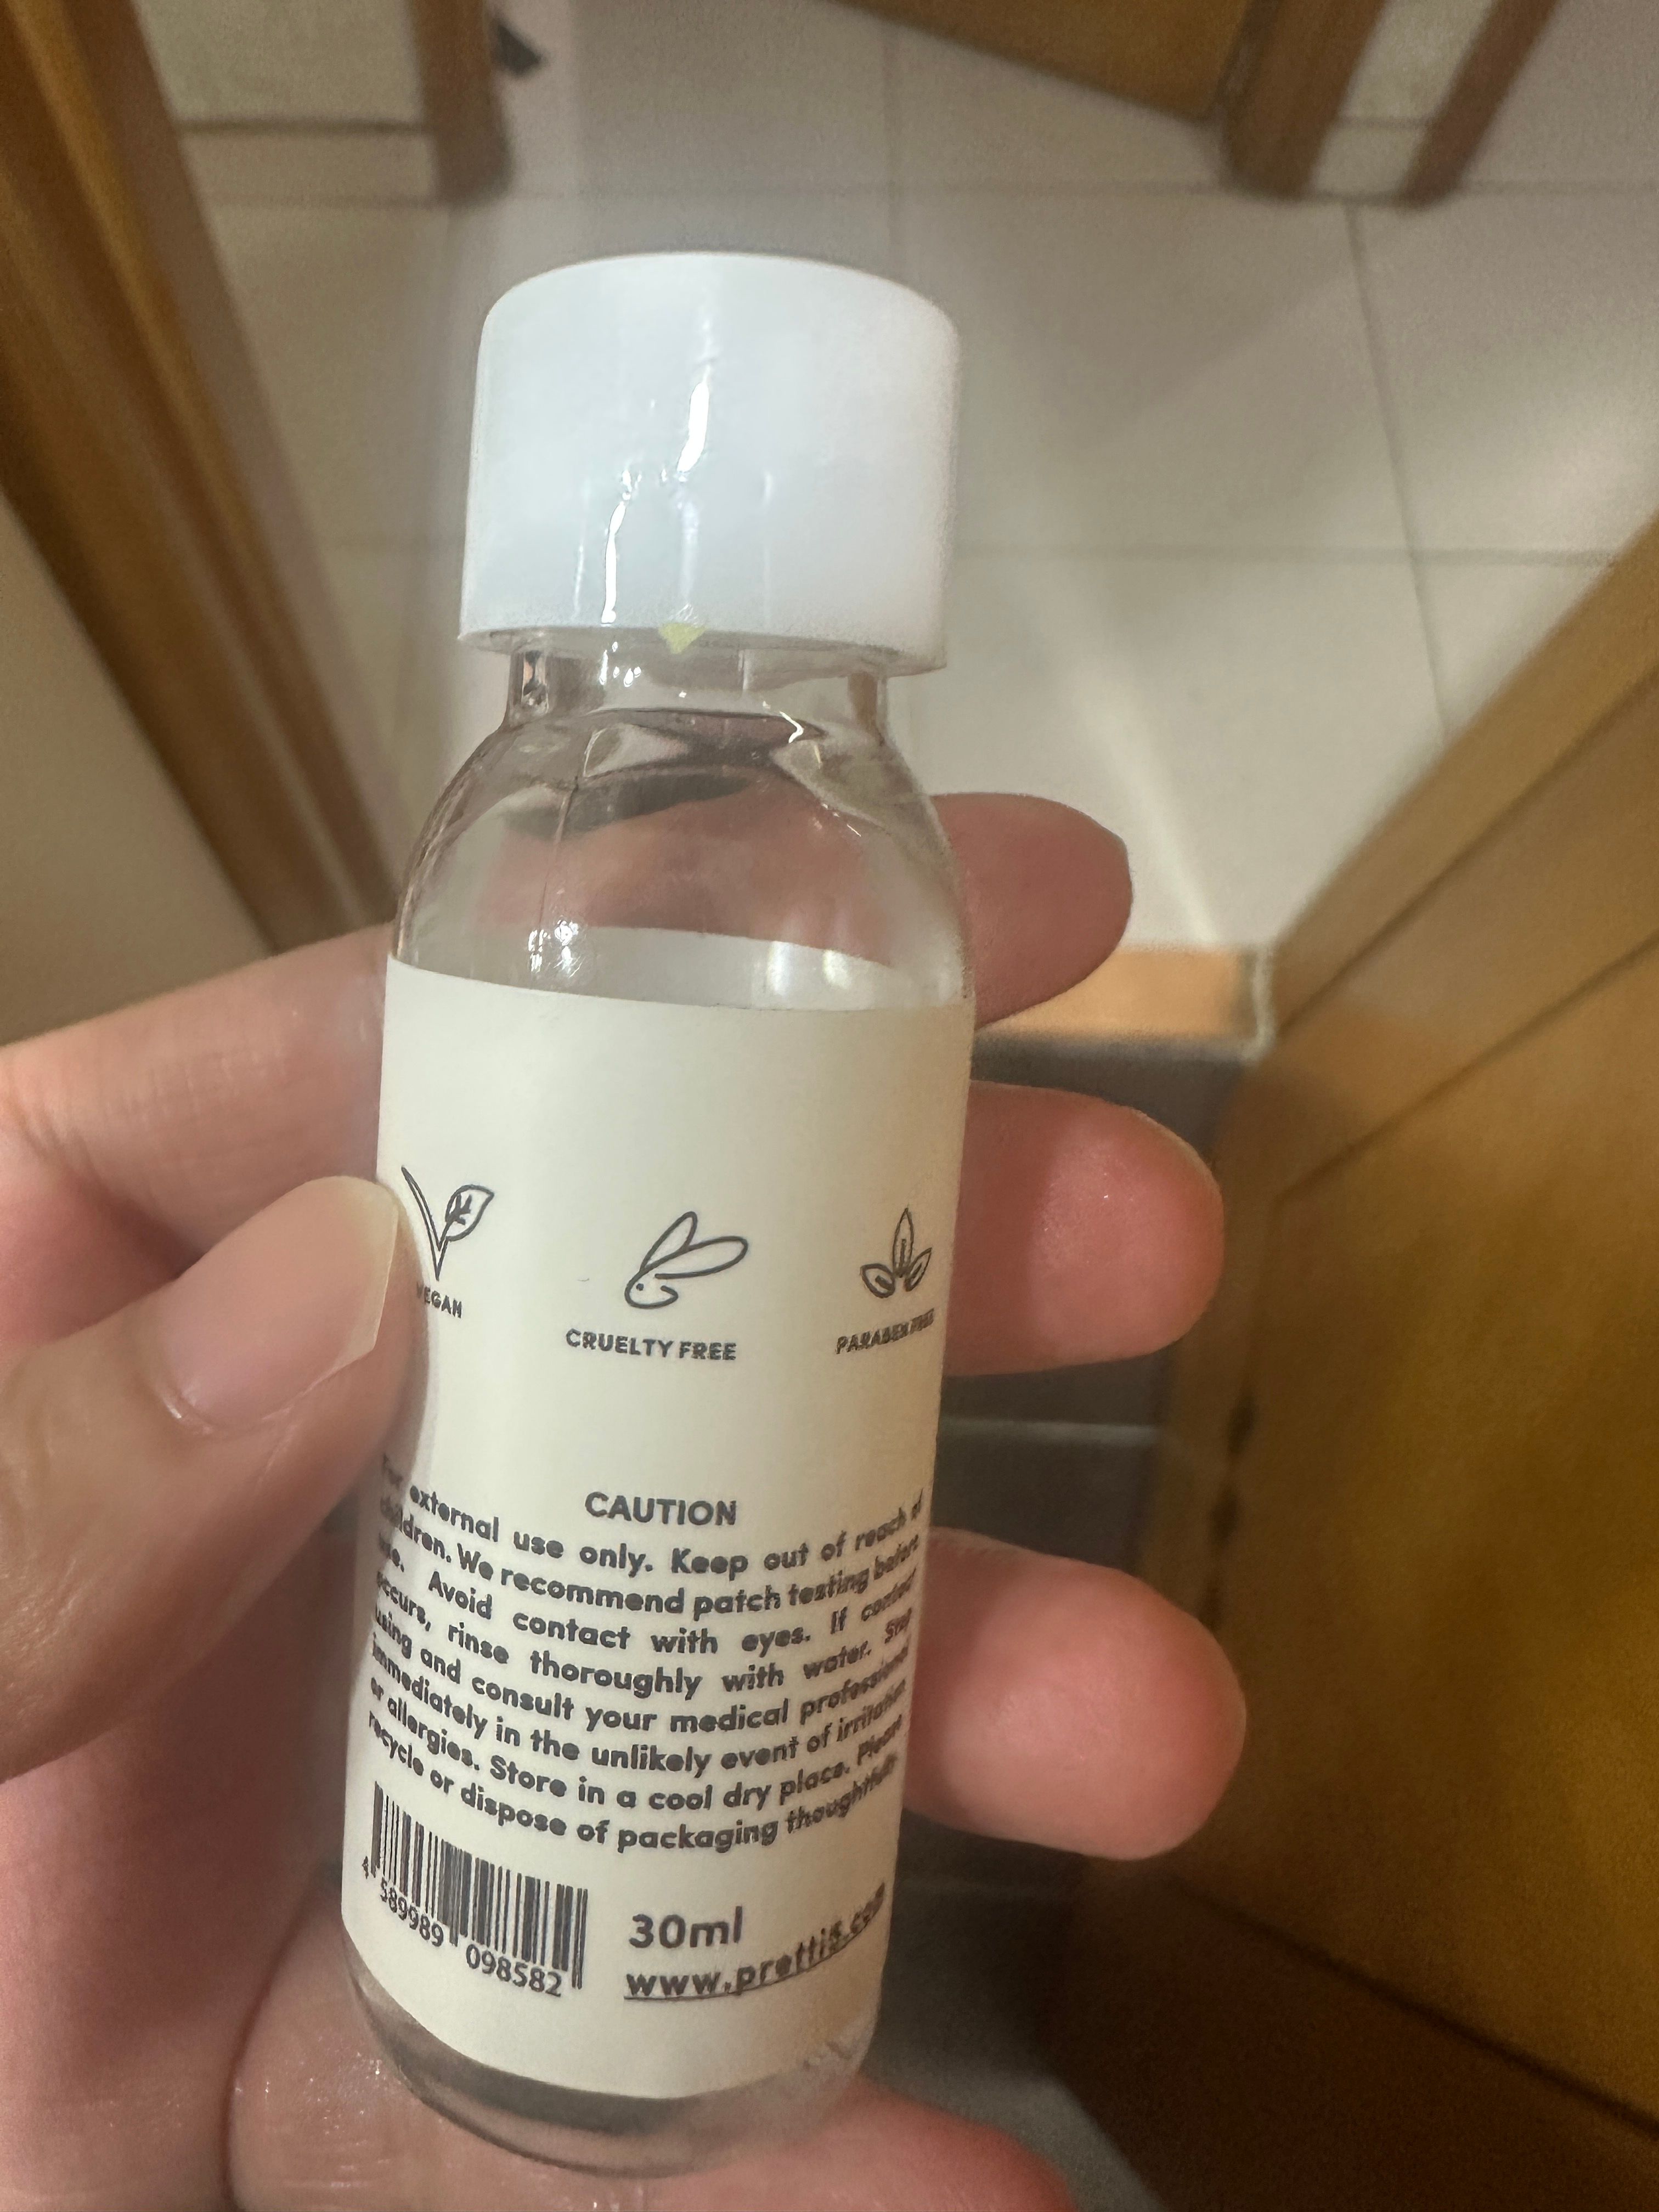 VEGAN
CRUELTY FREE
PARABEN FREE
CAUTION
For external use only. Keep out of reach of
children. We recommend patch testing before
use. Avoid contact with eyes. If contact
occurs, rinse thoroughly with water. Stop
using and consult your medical professional
immediately in the unlikely event of irritation
or allergies. Store in a cool dry place. Please
recycle or dispose of packaging thoughtfully.
4 589989 098582
30ml
www.pretti5.com